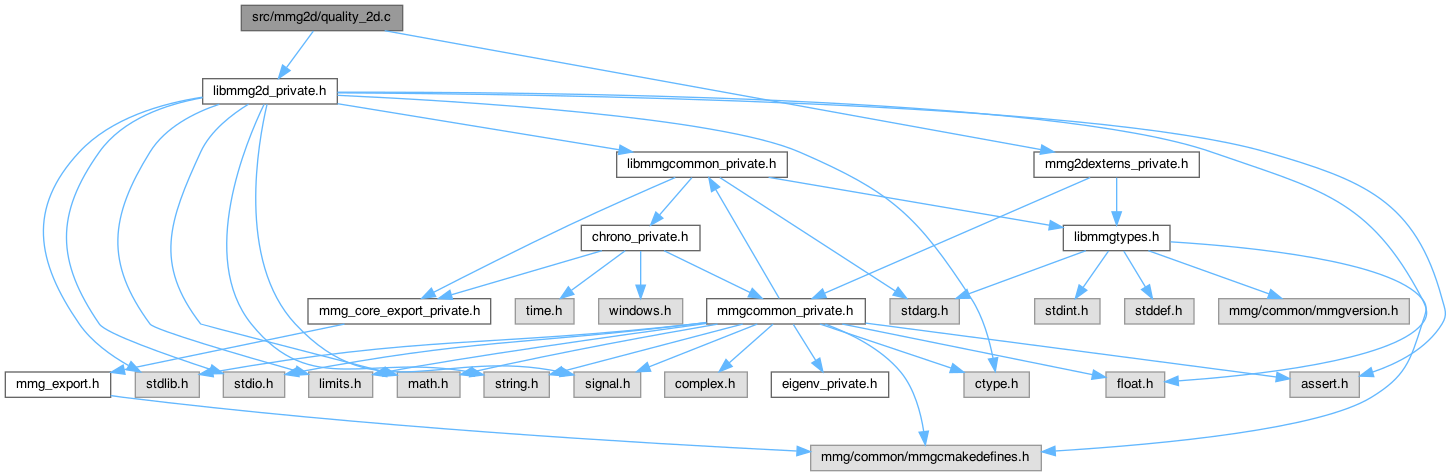 src/mmg2d/quality_2d.c
libmmg2d_private.h
libmmgcommon_private.h
mmg2dexterns_private.h
chrono_private.h
libmmgtypes.h
mmg_core_export_private.h
time.h
windows.h
mmgcommon_private.h
stdarg.h
stdint.h
stddef.h
mmg/common/mmgversion.h
mmg_export.h
stdlib.h
stdio.h
limits.h
math.h
string.h
signal.h
complex.h
eigenv_private.h
ctype.h
float.h
assert.h
mmg/common/mmgcmakedefines.h